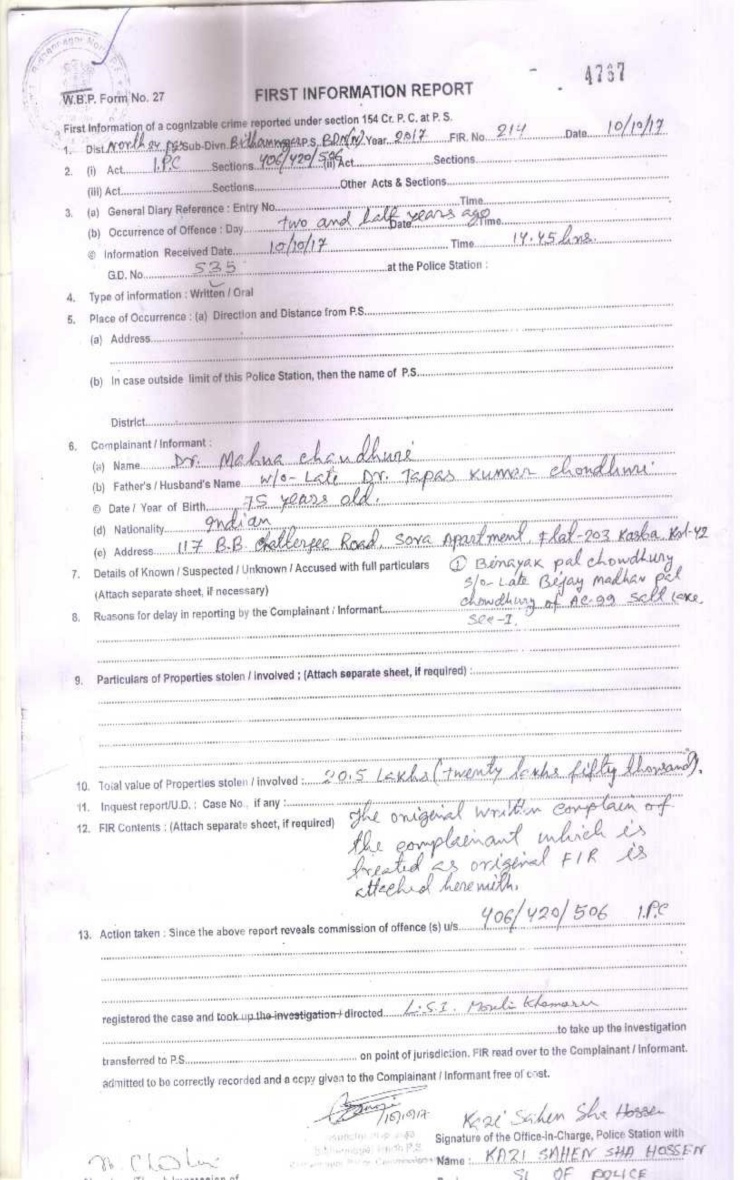 4767
W.B.P. Form No. 27
FIRST INFORMATION REPORT
First Information of a cognizable crime reported under section 154 Cr. P. C. at P. S.
1. Dist. North 24 Pgs Sub-Divn. Bidhannagar P.S. BDN(N) Year 2017 FIR. No. 214 Date 10/10/17
2. (i) Act I.P.C Sections 406/420/506 (ii) Act Sections
(iii) Act Sections Other Acts & Sections
3. (a) General Diary Reference : Entry No. Time
(b) Occurrence of Offence : Day two and half years ago Date Time
© Information Received Date 10/10/17 Time 14.45 hrs.
G.D. No. 535 at the Police Station :
4. Type of information : Written / Oral
5. Place of Occurrence : (a) Direction and Distance from P.S.
(a) Address
(b) In case outside limit of this Police Station, then the name of P.S.
District
6. Complainant / Informant :
(a) Name Dr. Mahua chaudhuri
(b) Father's / Husband's Name W/o- Late Dr. Tapas Kumar chondhuri
© Date / Year of Birth 75 years old.
(d) Nationality Indian
(e) Address 117 B.B. Chatterjee Road, Sova Apartment, Flat-203 Kasba, Kol-42
7. Details of Known / Suspected / Unknown / Accused with full particulars ① Binayak pal chowdhury
(Attach separate sheet, if necessary) S/o- Late Bejay madhav pal
8. Reasons for delay in reporting by the Complainant / Informant chowdhury of AC-99 Salt lake,
Sec-I.
9. Particulars of Properties stolen / involved ; (Attach separate sheet, if required) :
10. Total value of Properties stolen / involved : 20.5 Lakhs (twenty lakhs fifty thousand).
11. Inquest report/U.D. : Case No., if any :
12. FIR Contents : (Attach separate sheet, if required) The original written complain of
the complainant which is
treated as original FIR is
attached herewith.
13. Action taken : Since the above report reveals commission of offence (s) u/s 406/420/506 I.P.C
registered the case and took up the investigation / directed L.S.I. Mouli Khamaru
to take up the investigation
transferred to P.S. on point of jurisdiction. FIR read over to the Complainant / Informant.
admitted to be correctly recorded and a copy given to the Complainant / Informant free of cost.
10/10/17
Kazi Sahen Sha Hossen
Signature of the Office-in-Charge, Police Station with
Name : KAZI SAHEN SHA HOSSEN
SI OF POLICE